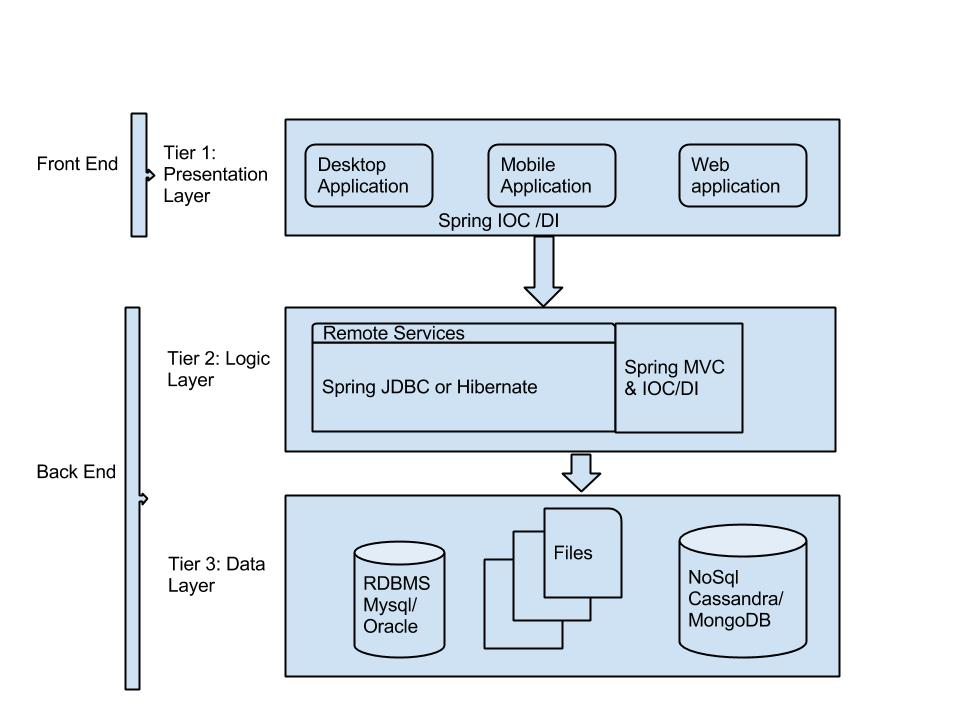 Front End
Tier 1:
Presentation
Layer
Desktop
Application
Mobile
Application
Web
application
Spring IOC /DI
Tier 2: Logic
Layer
Remote Services
Spring JDBC or Hibernate
Spring MVC
& IOC/DI
Back End
Tier 3: Data
Layer
RDBMS
Mysql/
Oracle
Files
NoSql
Cassandra/
MongoDB